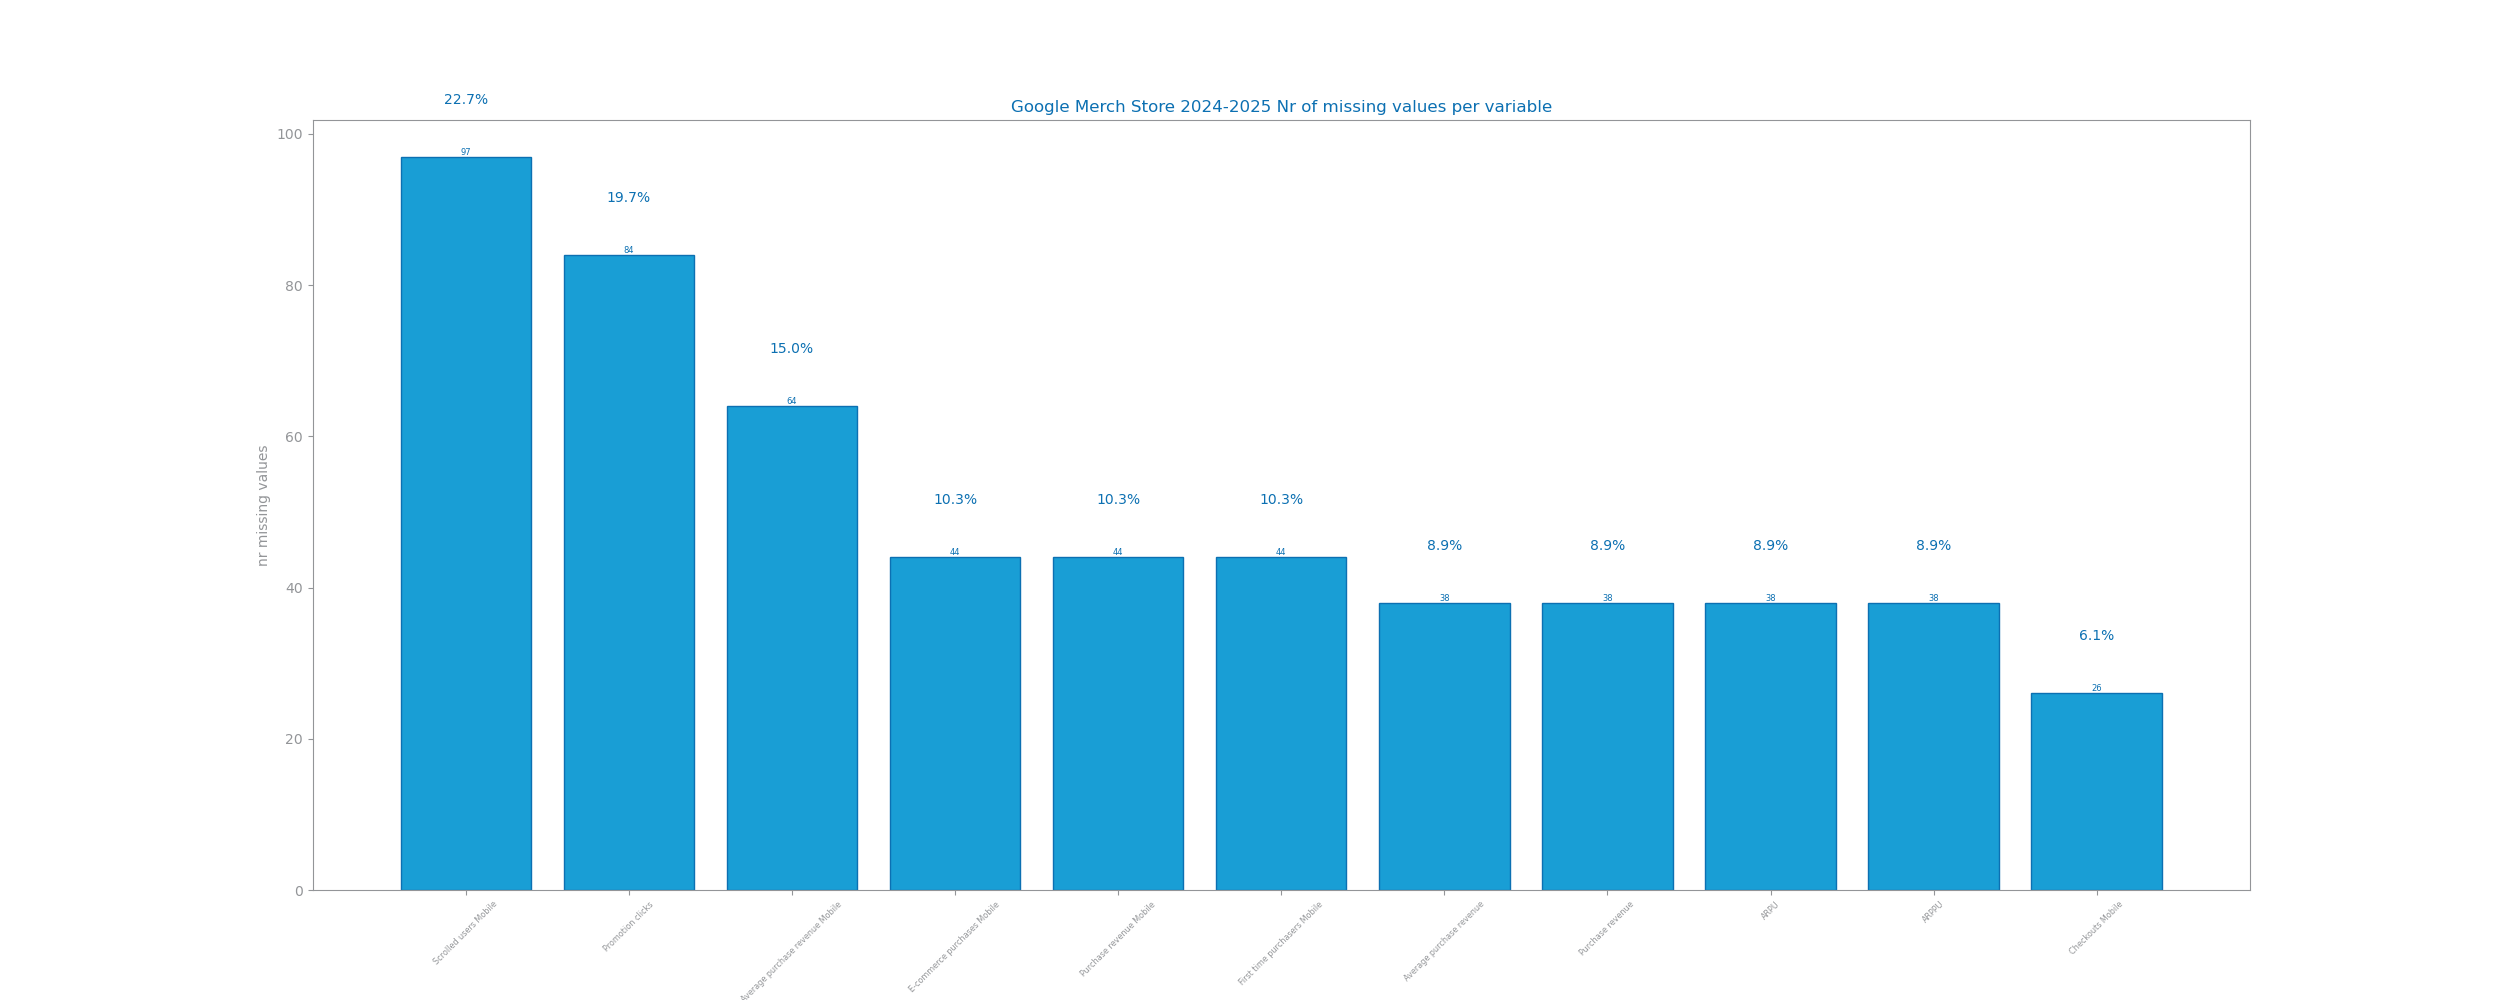 22.7%
Google Merch Store 2024-2025 Nr of missing values per variable
100
97
19.7%
84
80
15.0%
64
60
nr missing values
10.3%
10.3%
10.3%
44
44
44
8.9%
8.9%
8.9%
8.9%
40
38
38
38
38
6.1%
26
20
0
Scrolled users Mobile
Promotion clicks
Average purchase revenue Mobile
E-commerce purchases Mobile
Purchase revenue Mobile
First time purchasers Mobile
Average purchase revenue
Purchase revenue
ARPU
ARPPU
Checkouts Mobile